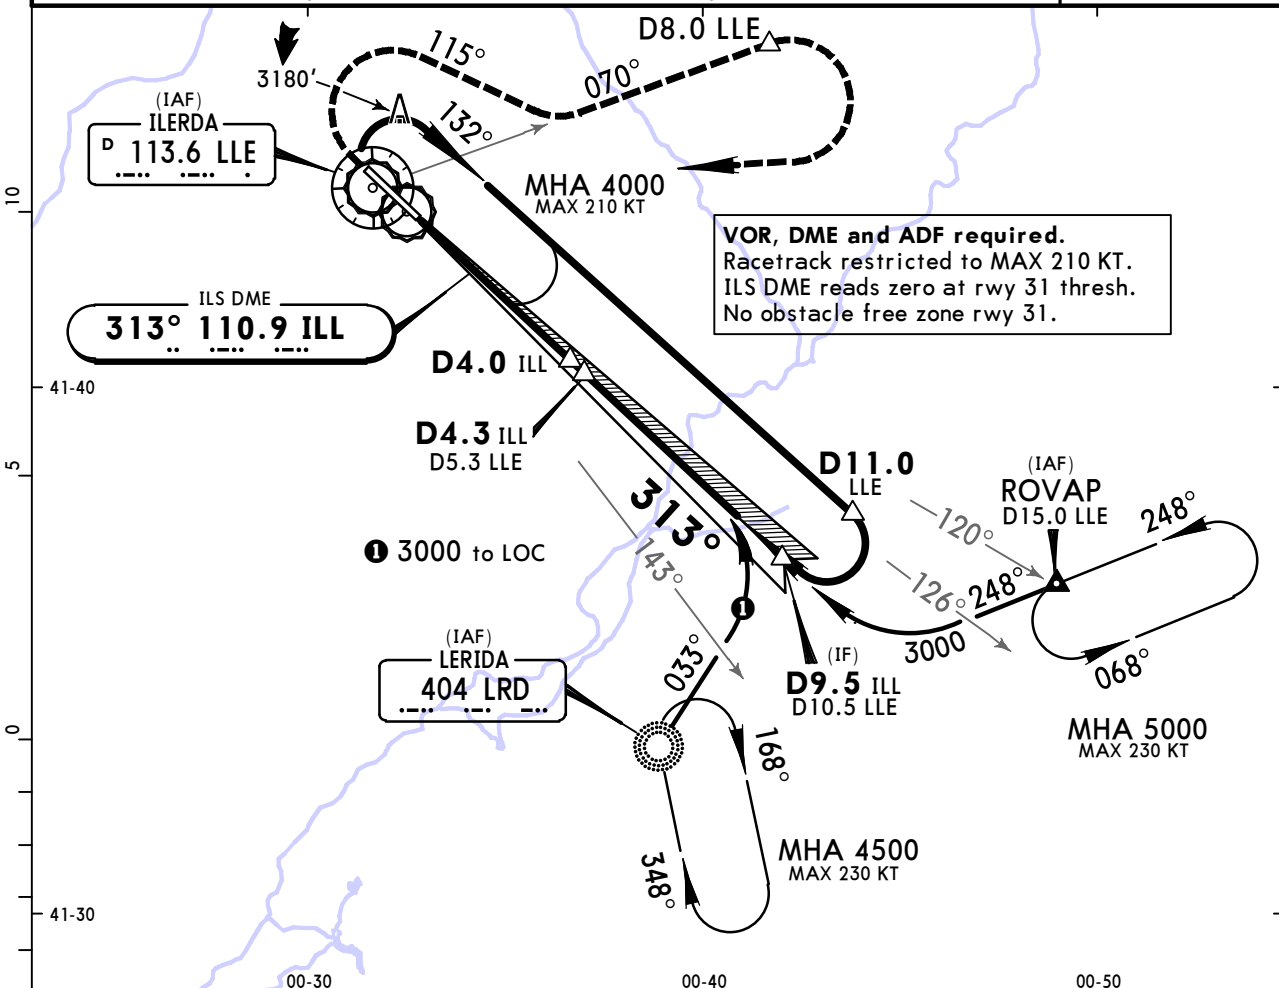 D8.0 LLE
115°
070°
3180'
132°
(IAF)
ILERDA
D 113.6 LLE
MHA 4000
MAX 210 KT
10
VOR, DME and ADF required.
Racetrack restricted to MAX 210 KT.
ILS DME reads zero at rwy 31 thresh.
No obstacle free zone rwy 31.
ILS DME
313° 110.9 ILL
D4.0 ILL
41-40
D4.3 ILL
D5.3 LLE
5
D11.0
LLE
(IAF)
ROVAP
D15.0 LLE
313°
248°
120°
1 3000 to LOC
143°
126°
248°
1
3000
068°
(IAF)
LERIDA
404 LRD
033°
(IF)
D9.5 ILL
D10.5 LLE
0
168°
MHA 5000
MAX 230 KT
MHA 4500
MAX 230 KT
348°
41-30
00-30
00-40
00-50